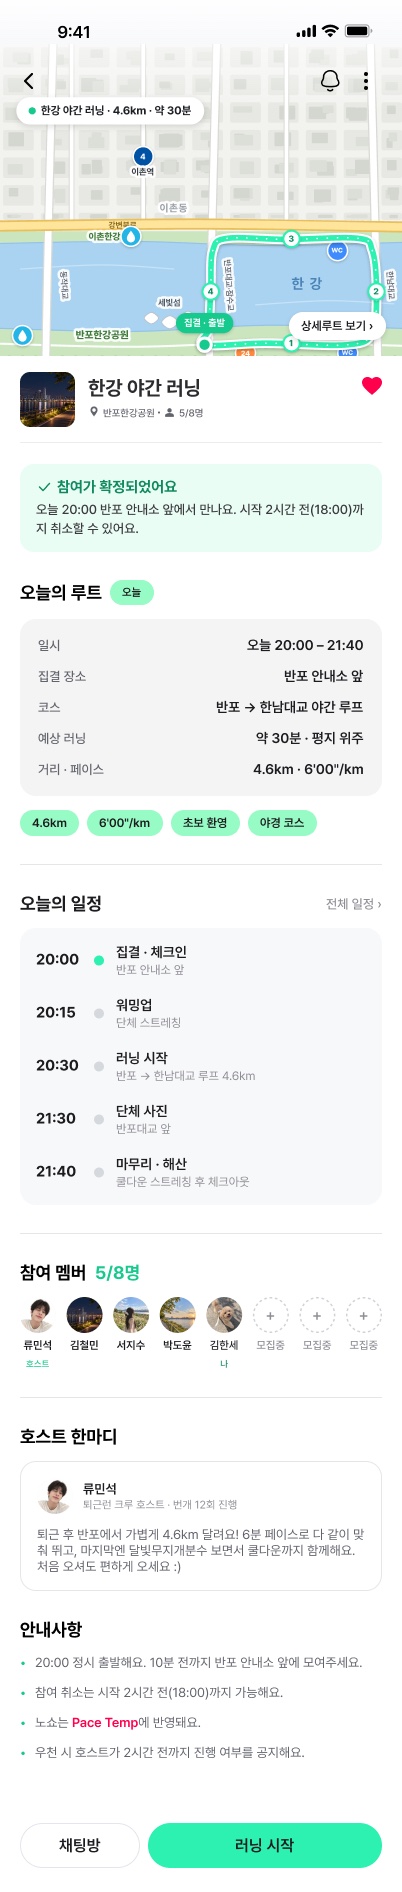 9:41
한강 야간 러닝 · 4.6km · 약 30분
4
이촌역
이촌동
강변북로
이촌한강
3
WC
동작대교
반포대교·잠수교
한강
한남대교
4
2
세빛섬
집결 · 출발
상세루트 보기 ›
반포한강공원
1
24
WC
한강 야간 러닝
반포한강공원 • 5/8명
✓ 참여가 확정되었어요
오늘 20:00 반포 안내소 앞에서 만나요. 시작 2시간 전(18:00)까
지 취소할 수 있어요.
오늘의 루트 오늘
일시 오늘 20:00 – 21:40
집결 장소 반포 안내소 앞
코스 반포 → 한남대교 야간 루프
예상 러닝 약 30분 · 평지 위주
거리 · 페이스 4.6km · 6'00"/km
4.6km 6'00"/km 초보 환영 야경 코스
오늘의 일정 전체 일정 ›
20:00 집결 · 체크인
반포 안내소 앞
20:15 워밍업
단체 스트레칭
20:30 러닝 시작
반포 → 한남대교 루프 4.6km
21:30 단체 사진
반포대교 앞
21:40 마무리 · 해산
쿨다운 스트레칭 후 체크아웃
참여 멤버 5/8명
+ + +
류민석 김철민 서지수 박도윤 김한세 모집중 모집중 모집중
호스트 나
호스트 한마디
류민석
퇴근런 크루 호스트 · 번개 12회 진행
퇴근 후 반포에서 가볍게 4.6km 달려요! 6분 페이스로 다 같이 맞
춰 뛰고, 마지막엔 달빛무지개분수 보면서 쿨다운까지 함께해요.
처음 오셔도 편하게 오세요 :)
안내사항
• 20:00 정시 출발해요. 10분 전까지 반포 안내소 앞에 모여주세요.
• 참여 취소는 시작 2시간 전(18:00)까지 가능해요.
• 노쇼는 Pace Temp에 반영돼요.
• 우천 시 호스트가 2시간 전까지 진행 여부를 공지해요.
채팅방 러닝 시작